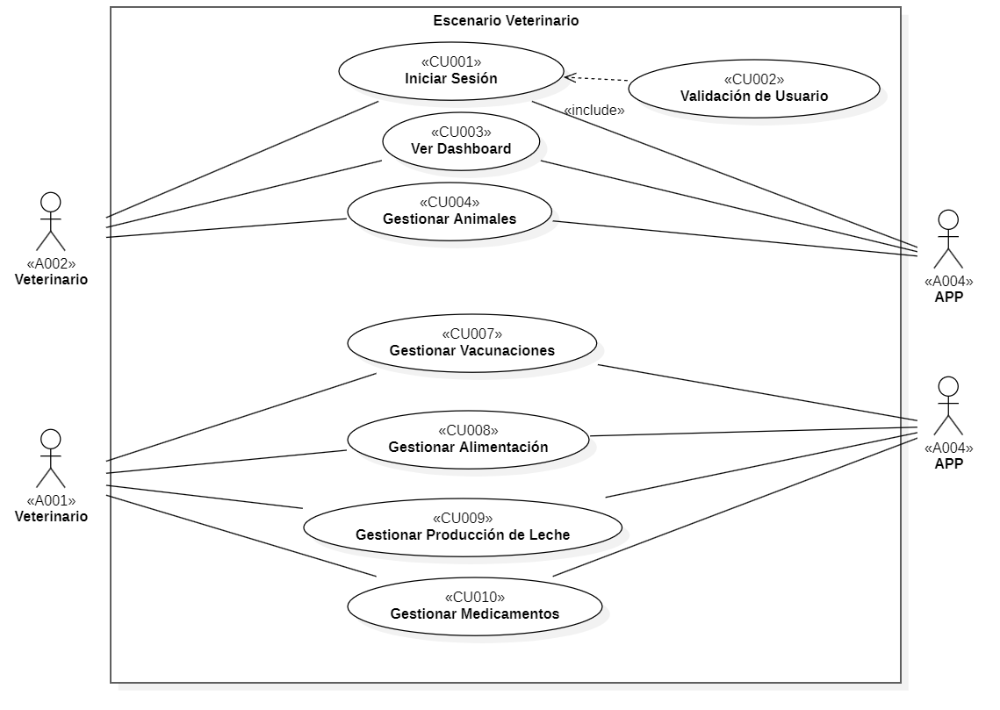 Escenario Veterinario
«CU001»
Iniciar Sesión
«CU002»
Validación de Usuario
«include»
«CU003»
Ver Dashboard
«CU004»
Gestionar Animales
«A002»
Veterinario
«A004»
APP
«CU007»
Gestionar Vacunaciones
«CU008»
Gestionar Alimentación
«A004»
APP
«A001»
Veterinario
«CU009»
Gestionar Producción de Leche
«CU010»
Gestionar Medicamentos